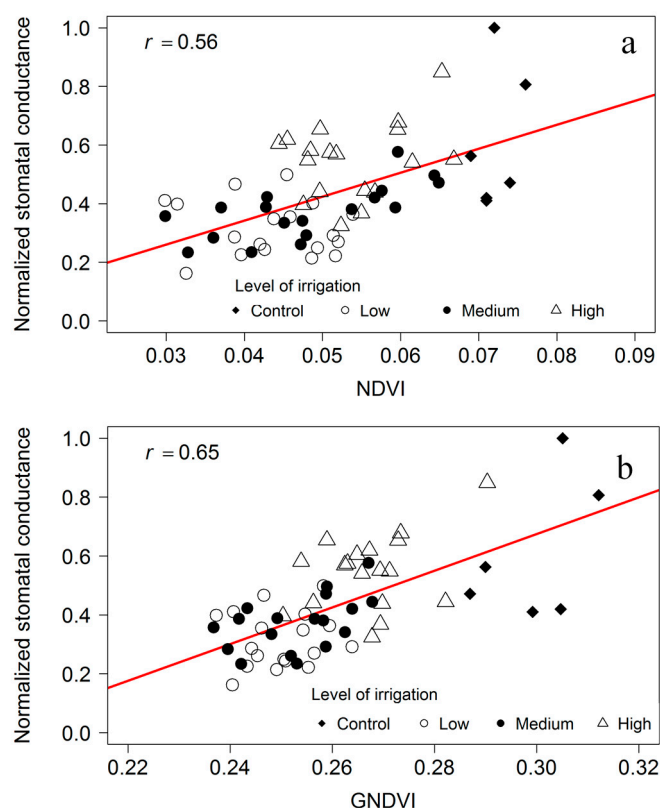 a
r = 0.56
Normalized stomatal conductance
1.0
0.8
0.6
0.4
0.2
0.0
Level of irrigation
Control Low Medium High
0.03 0.04 0.05 0.06 0.07 0.08 0.09
NDVI
b
r = 0.65
Normalized stomatal conductance
1.0
0.8
0.6
0.4
0.2
0.0
Level of irrigation
Control Low Medium High
0.22 0.24 0.26 0.28 0.30 0.32
GNDVI